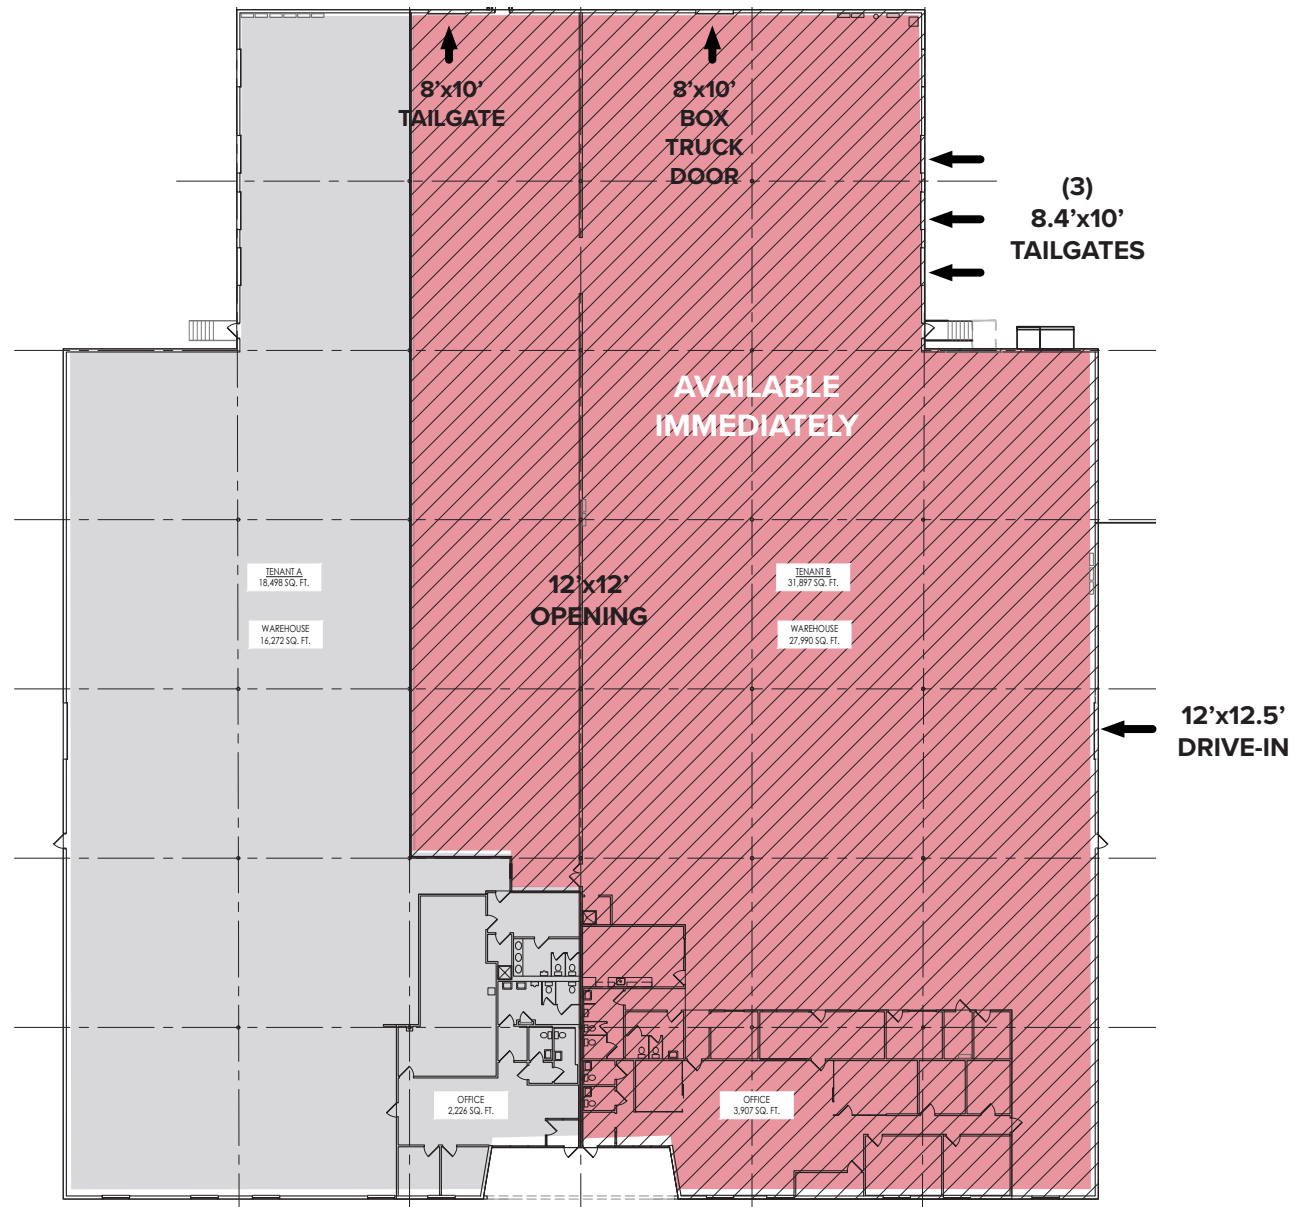 8’x10’
TAILGATE
8’x10’
BOX
TRUCK
DOOR
(3)
8.4’x10’
TAILGATES
AVAILABLE
IMMEDIATELY
TENANT A
18,498 SQ. FT.
WAREHOUSE
16,272 SQ. FT.
12’x12’
OPENING
TENANT B
31,897 SQ. FT.
WAREHOUSE
27,990 SQ. FT.
12’x12.5’
DRIVE-IN
OFFICE
2,226 SQ. FT.
OFFICE
3,907 SQ. FT.